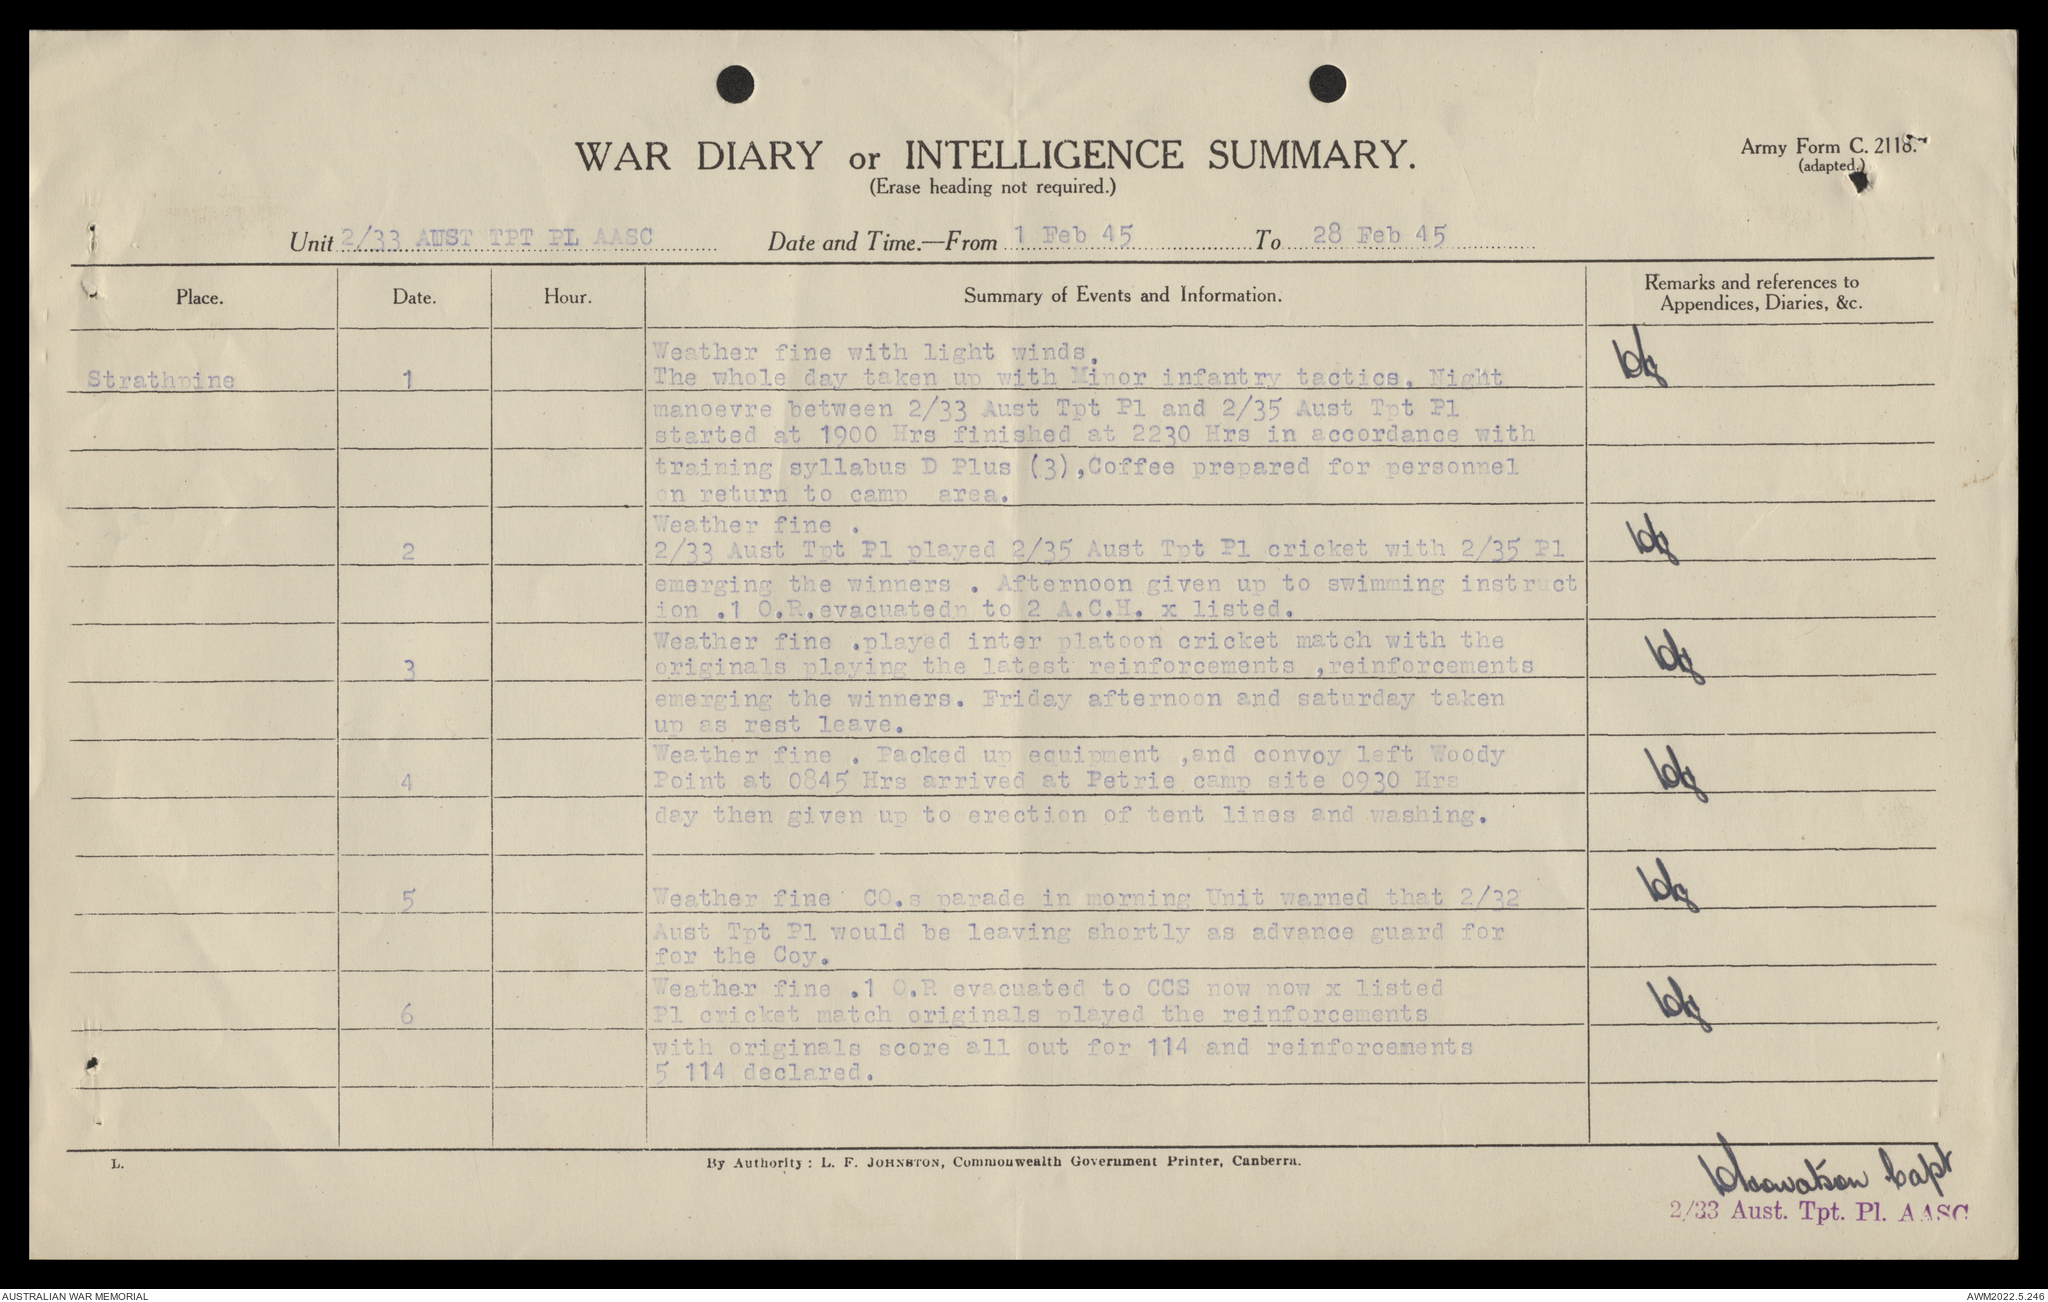 WAR DIARY or INTELLIGENCE SUMMARY.
(Erase heading not required.)
Army Form C. 2118.
(adapted.)
Unit 2/33 AUST TPT PL AASC Date and Time.—From 1 Feb 45 To 28 Feb 45
Place. Date. Hour. Summary of Events and Information. Remarks and references to
Appendices, Diaries, &c.
Weather fine with light winds.
Strathpine 1 The whole day taken up with Minor infantry tactics. Night
manoevre between 2/33 Aust Tpt Pl and 2/35 Aust Tpt Pl
started at 1900 Hrs finished at 2230 Hrs in accordance with
training syllabus D Plus (3),Coffee prepared for personnel
on return to camp area.
Weather fine .
2 2/33 Aust Tpt Pl played 2/35 Aust Tpt Pl cricket with 2/35 Pl
emerging the winners . Afternoon given up to swimming instruct
ion .1 O.R.evacuatedn to 2 A.C.H. x listed.
Weather fine .played inter platoon cricket match with the
3 originals playing the latest reinforcements ,reinforcements
emerging the winners. Friday afternoon and saturday taken
up as rest leave.
Weather fine . Packed up equipment ,and convoy left Woody
4 Point at 0845 Hrs arrived at Petrie camp site 0930 Hrs
day then given up to erection of tent lines and washing.
5 Weather fine CO.s parade in morning Unit warned that 2/32
Aust Tpt Pl would be leaving shortly as advance guard for
for the Coy.
Weather fine .1 O.R evacuated to CCS now now x listed
6 Pl cricket match originals played the reinforcements
with originals score all out for 114 and reinforcements
5 114 declared.
L. By Authority : L. F. JOHNSTON, Commonwealth Government Printer, Canberra.
Capt
2/33 Aust. Tpt. Pl. AASC
AUSTRALIAN WAR MEMORIAL AWM2022.5.246